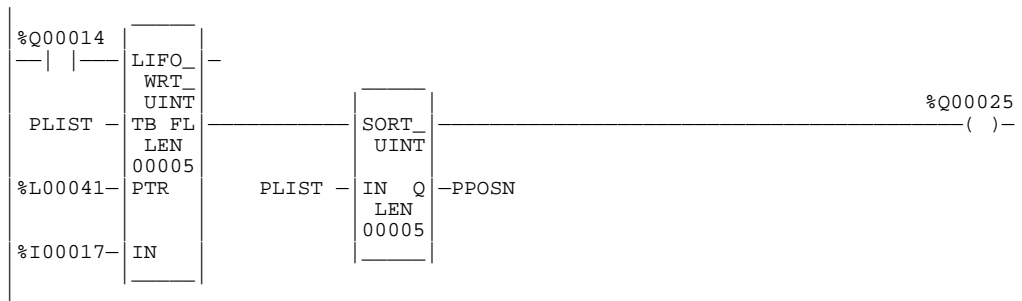 %Q00014
LIFO_
WRT_
UINT %Q00025
PLIST TB FL SORT_ ( )
LEN UINT
00005
%L00041 PTR PLIST IN Q PPOSN
LEN
00005
%I00017 IN